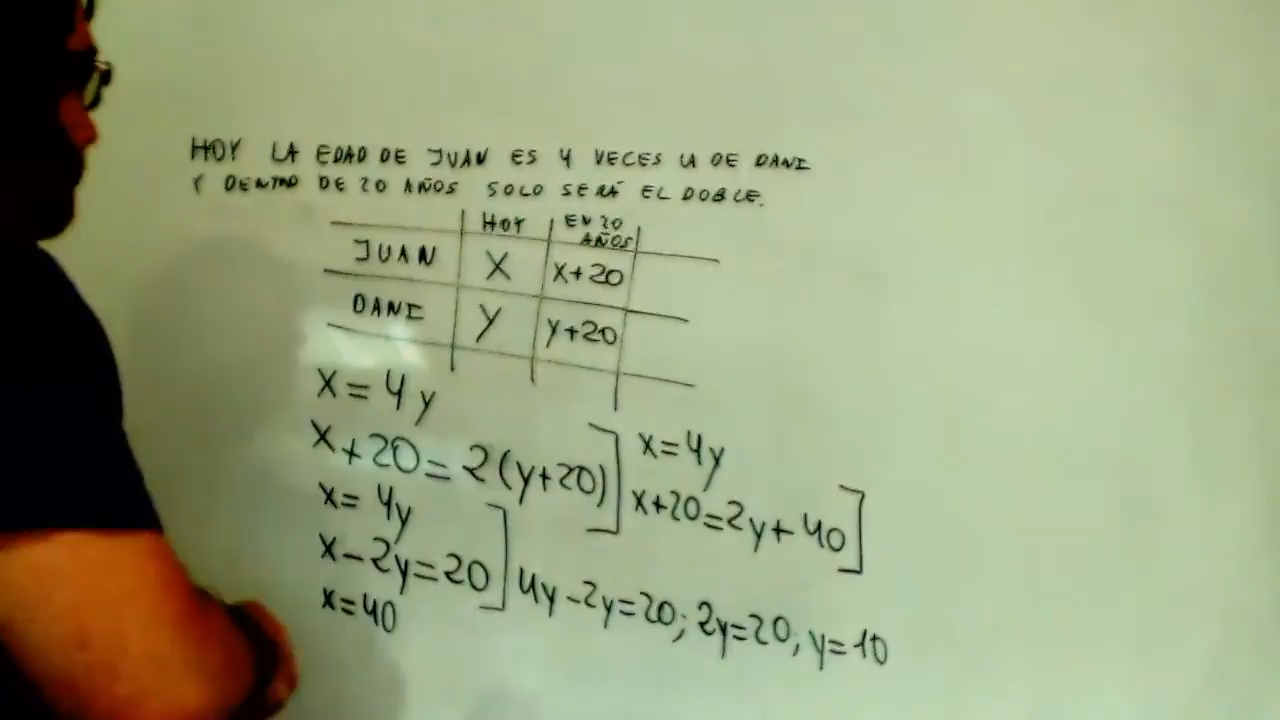 HOY LA EDAD DE JUAN ES 4 VECES LA DE DANI
Y DENTRO DE 20 AÑOS SOLO SERÁ EL DOBLE.
HOY EN 20 AÑOS
JUAN X X+20
DANI Y Y+20
x=4y
x+20=2(y+20)]
x=4y
x+20=2y+40]
x=4y
x-2y=20] 4y-2y=20; 2y=20; y=10
x=40